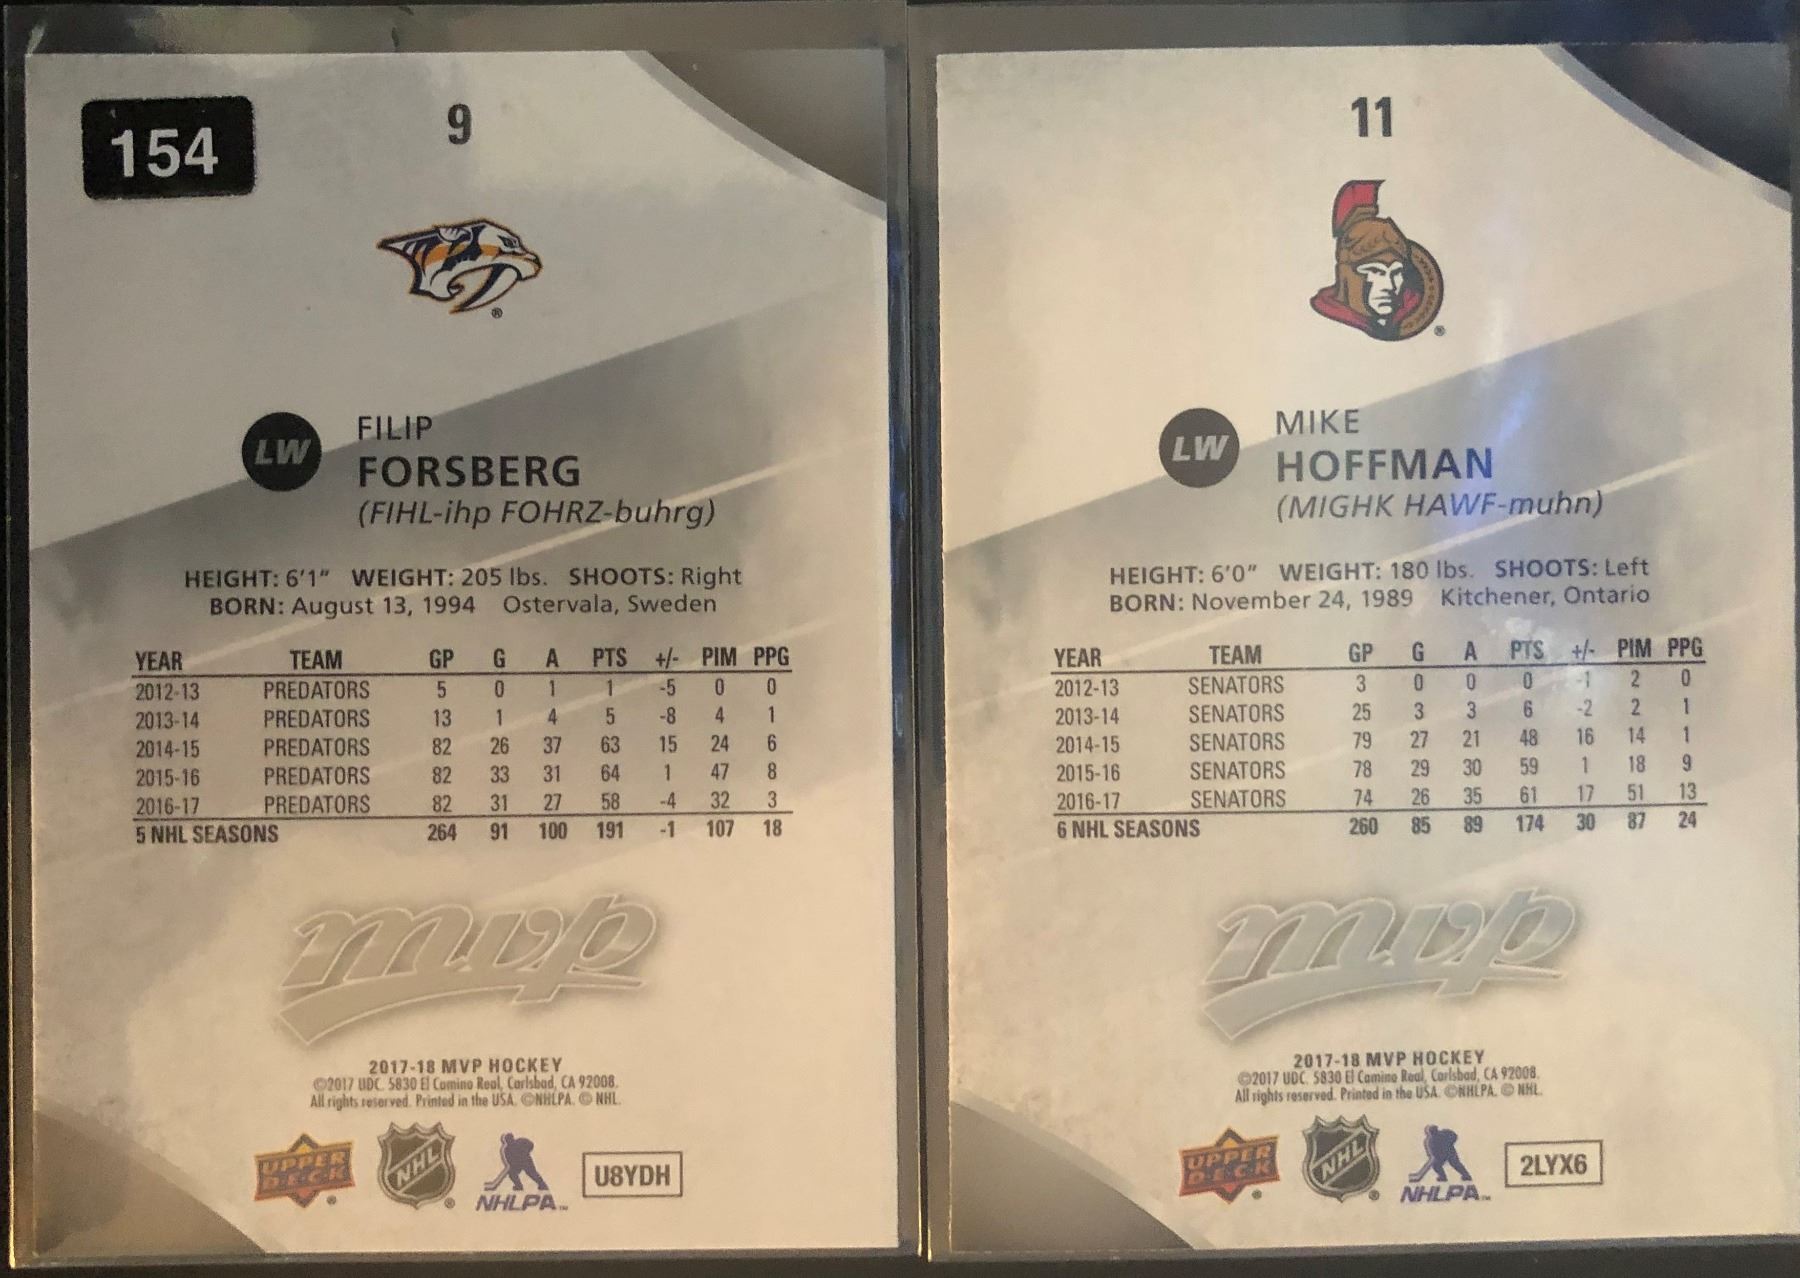 154
9
LW
FILIP
FORSBERG
(FIHL-ihp FOHRZ-buhrg)
HEIGHT: 6'1" WEIGHT: 205 lbs. SHOOTS: Right
BORN: August 13, 1994 Ostervala, Sweden
YEAR TEAM GP G A PTS +/- PIM PPG
2012-13 PREDATORS 5 0 1 1 -5 0 0
2013-14 PREDATORS 13 1 4 5 -8 4 1
2014-15 PREDATORS 82 26 37 63 15 24 6
2015-16 PREDATORS 82 33 31 64 1 47 8
2016-17 PREDATORS 82 31 27 58 -4 32 3
5 NHL SEASONS 264 91 100 191 -1 107 18
mvp
2017-18 MVP HOCKEY
©2017 UDC. 5830 El Camino Real, Carlsbad, CA 92008.
All rights reserved. Printed in the USA. ©NHLPA. © NHL.
UPPER
DECK
NHL
NHLPA™
U8YDH
11
LW
MIKE
HOFFMAN
(MIGHK HAWF-muhn)
HEIGHT: 6'0" WEIGHT: 180 lbs. SHOOTS: Left
BORN: November 24, 1989 Kitchener, Ontario
YEAR TEAM GP G A PTS +/- PIM PPG
2012-13 SENATORS 3 0 0 0 -1 2 0
2013-14 SENATORS 25 3 3 6 -2 2 1
2014-15 SENATORS 79 27 21 48 16 14 1
2015-16 SENATORS 78 29 30 59 1 18 9
2016-17 SENATORS 74 26 35 61 17 51 13
6 NHL SEASONS 260 85 89 174 30 87 24
mvp
2017-18 MVP HOCKEY
©2017 UDC. 5830 El Camino Real, Carlsbad, CA 92008.
All rights reserved. Printed in the USA. ©NHLPA. © NHL.
UPPER
DECK
NHL
NHLPA™
2LYX6